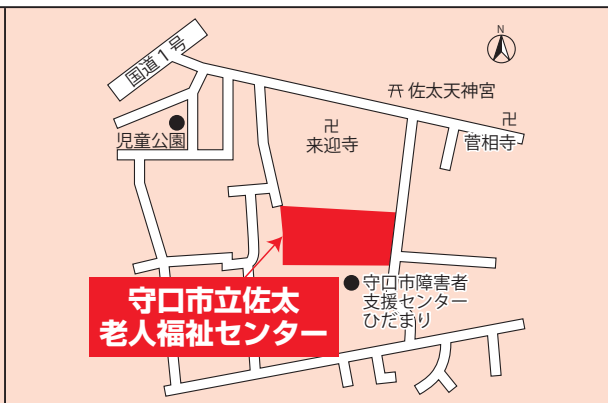 N
国道1号
佐太天神宮
児童公園
来迎寺
菅相寺
守口市障害者
支援センター
ひだまり
守口市立佐太
老人福祉センター